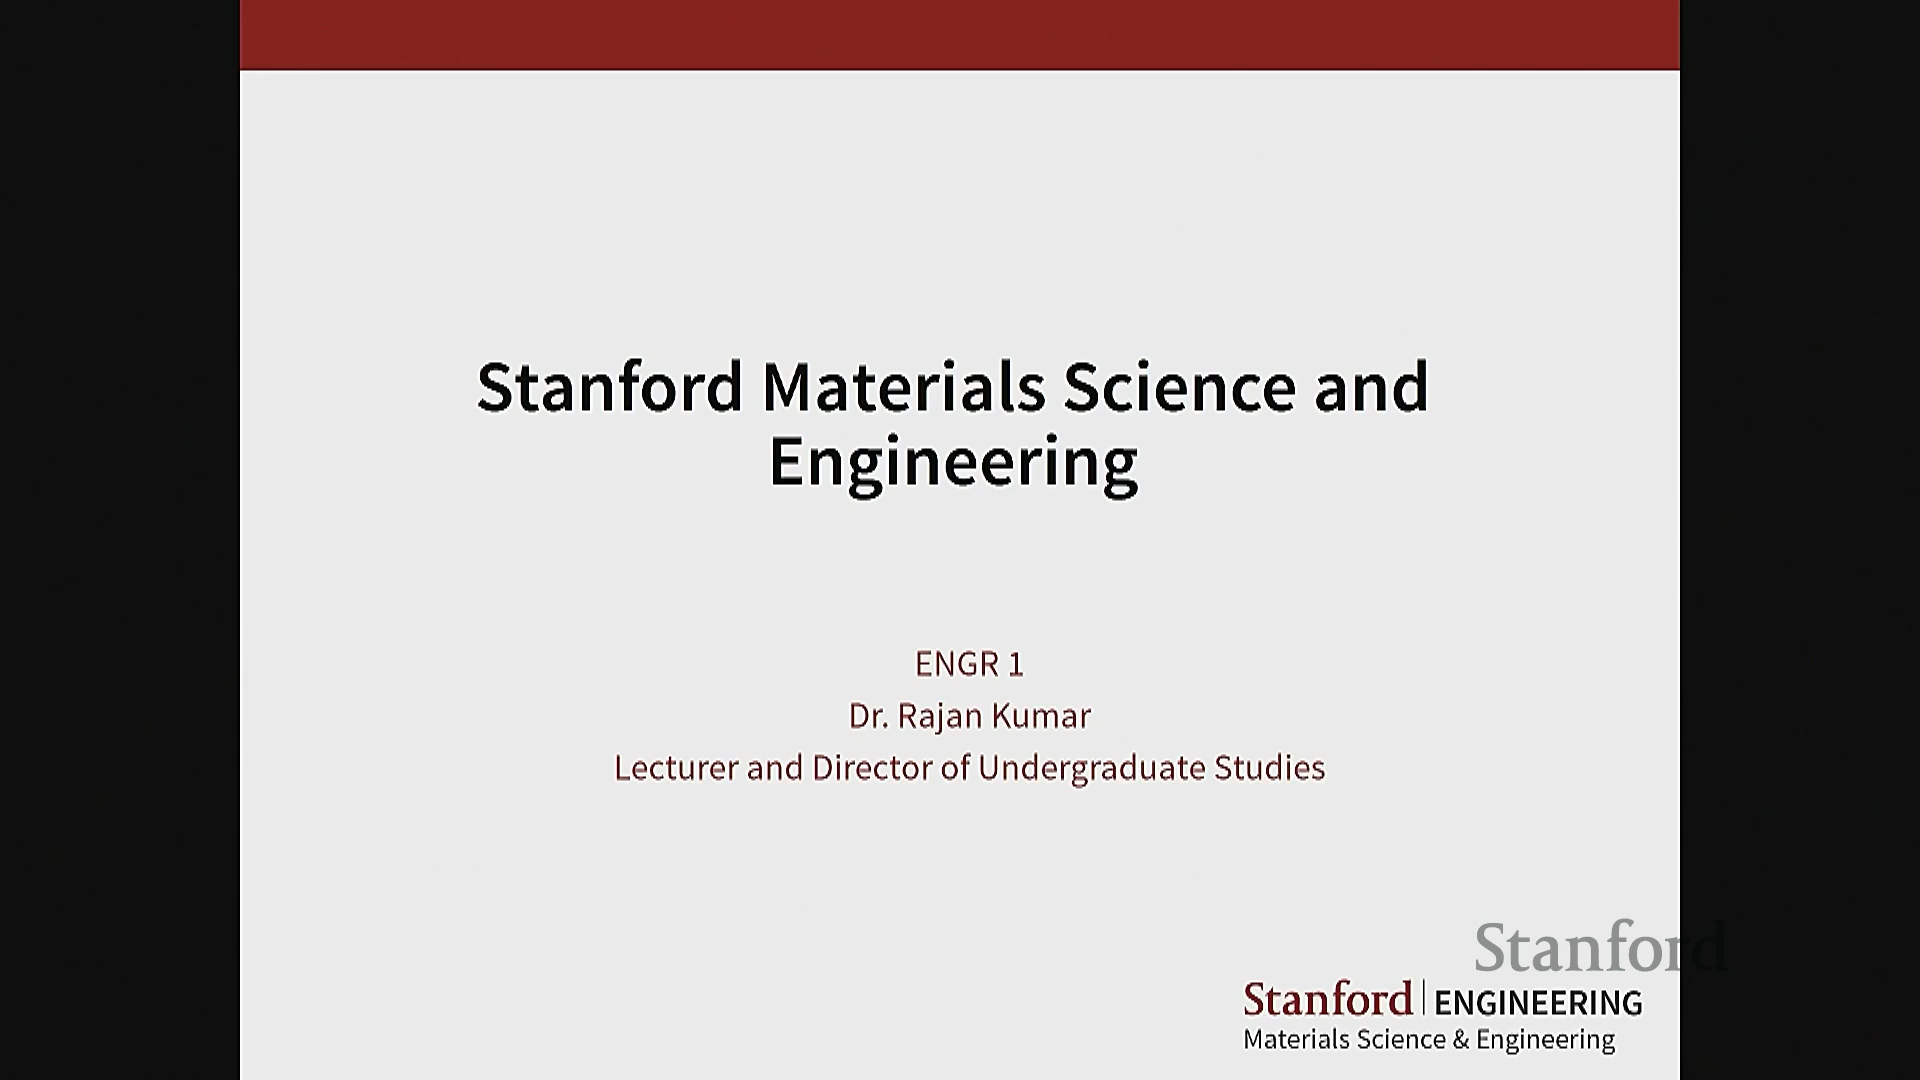 Stanford Materials Science and
Engineering
ENGR 1
Dr. Rajan Kumar
Lecturer and Director of Undergraduate Studies
Stanford
Stanford | ENGINEERING
Materials Science & Engineering